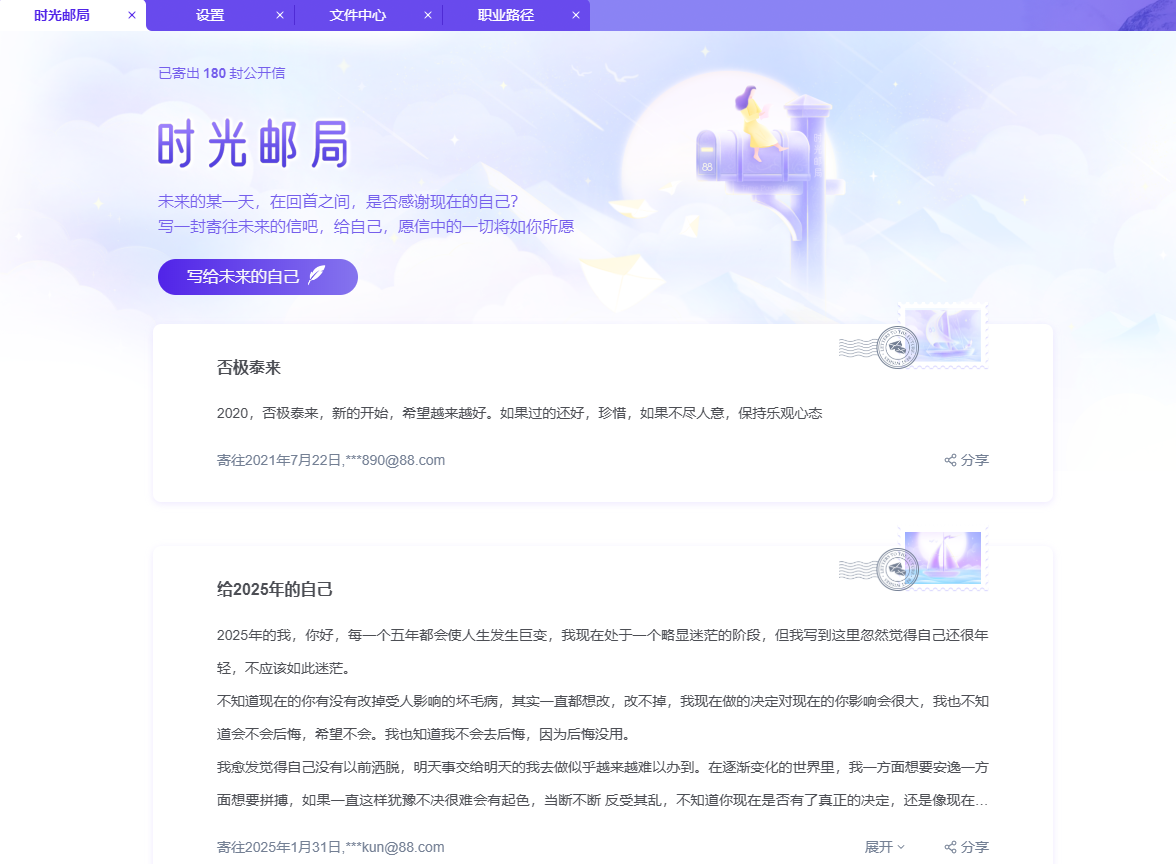 时光邮局 × 设置 × 文件中心 × 职业路径 ×
已寄出 180 封公开信
时光邮局
88
未来的某一天，在回首之间，是否感谢现在的自己？
写一封寄往未来的信吧，给自己，愿信中的一切将如你所愿
写给未来的自己
否极泰来
2020，否极泰来，新的开始，希望越来越好。如果过的还好，珍惜，如果不尽人意，保持乐观心态
寄往2021年7月22日,***890@88.com 分享
给2025年的自己
2025年的我，你好，每一个五年都会使人生发生巨变，我现在处于一个略显迷茫的阶段，但我写到这里忽然觉得自己还很年
轻，不应该如此迷茫。
不知道现在的你有没有改掉受人影响的坏毛病，其实一直都想改，改不掉，我现在做的决定对现在的你影响会很大，我也不知
道会不会后悔，希望不会。我也知道我不会去后悔，因为后悔没用。
我愈发觉得自己没有以前洒脱，明天事交给明天的我去做似乎越来越难以办到。在逐渐变化的世界里，我一方面想要安逸一方
面想要拼搏，如果一直这样犹豫不决很难会有起色，当断不断 反受其乱，不知道你现在是否有了真正的决定，还是像现在...
寄往2025年1月31日,***kun@88.com 展开 分享